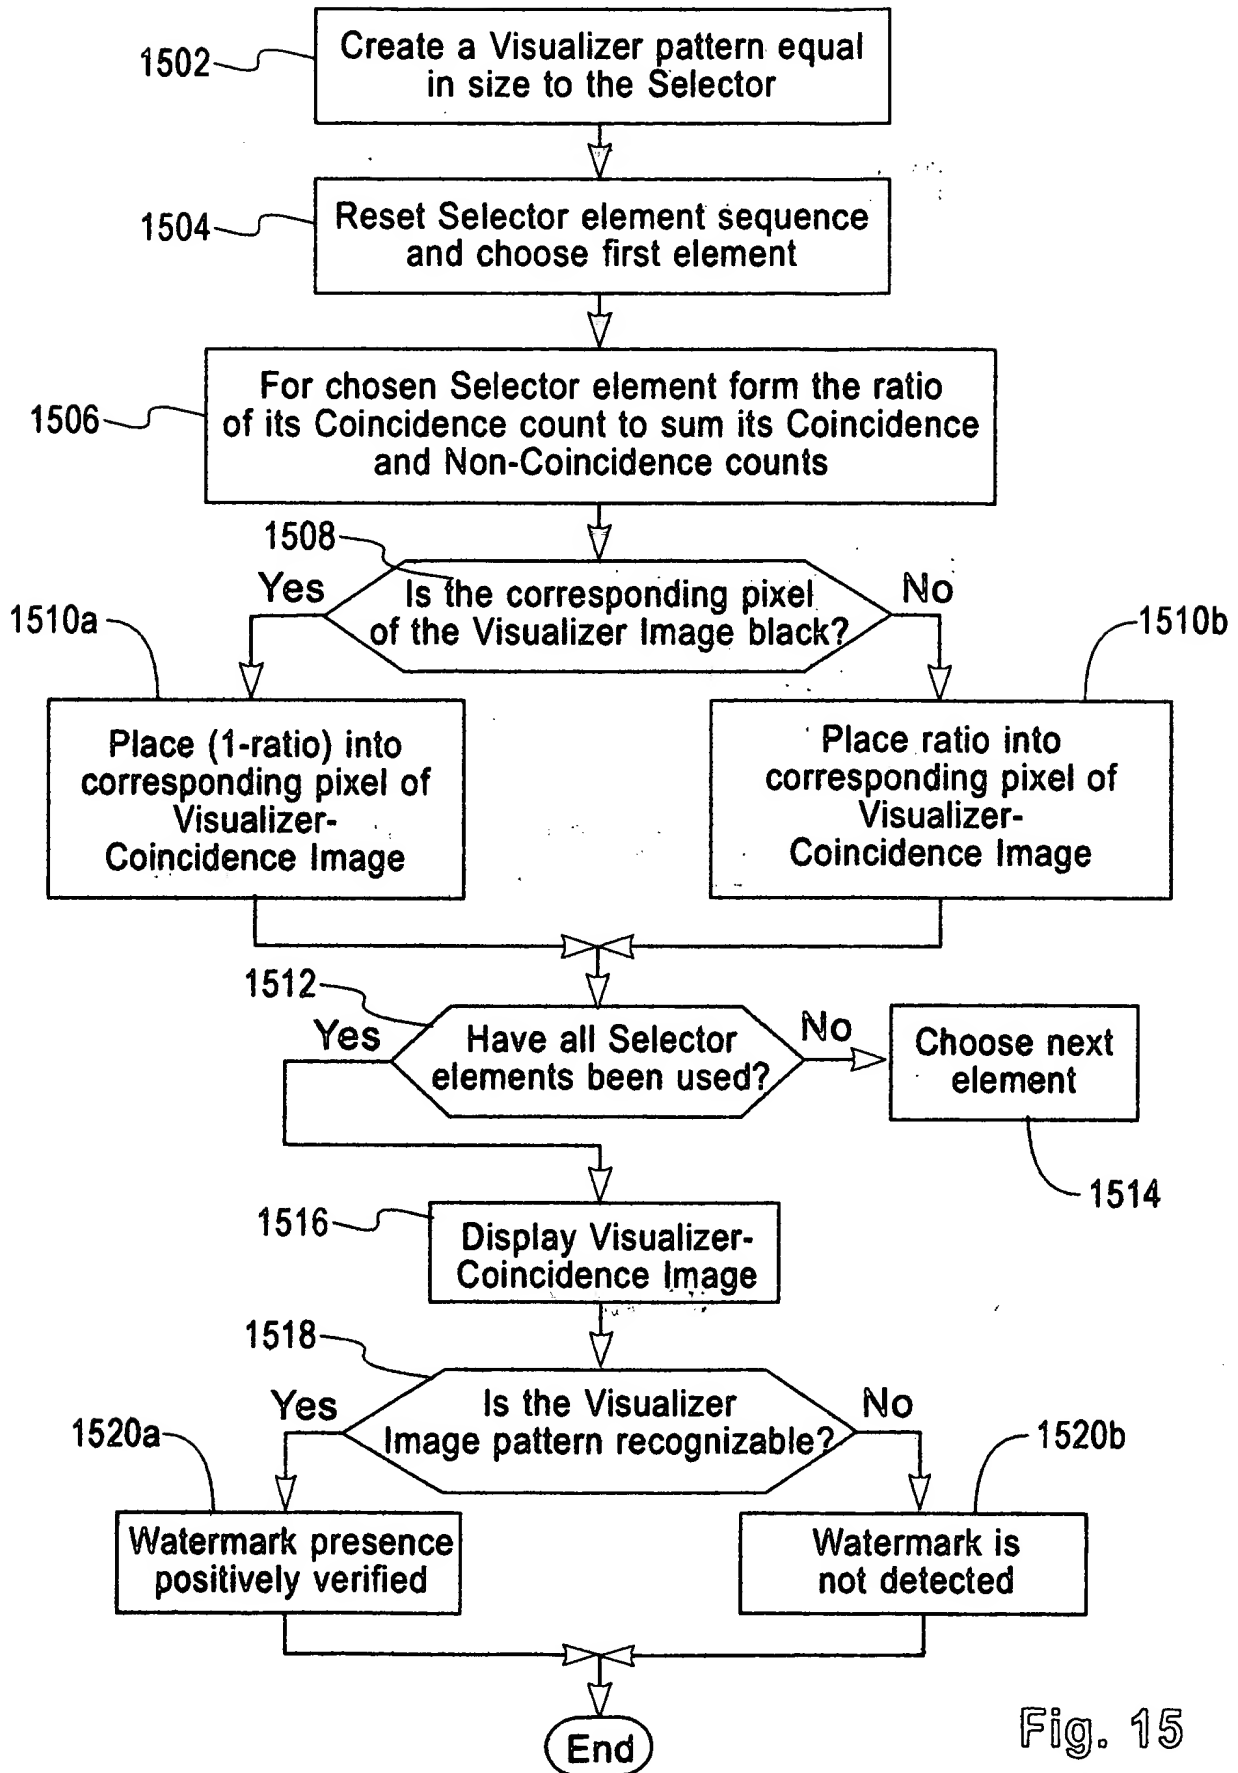 1502
Create a Visualizer pattern equal
in size to the Selector
1504
Reset Selector element sequence
and choose first element
1506
For chosen Selector element form the ratio
of its Coincidence count to sum its Coincidence
and Non-Coincidence counts
1508
Yes
Is the corresponding pixel
of the Visualizer Image black?
No
1510a
1510b
Place (1-ratio) into
corresponding pixel of
Visualizer-
Coincidence Image
Place ratio into
corresponding pixel of
Visualizer-
Coincidence Image
1512
Yes
Have all Selector
elements been used?
No
Choose next
element
1514
1516
Display Visualizer-
Coincidence Image
1518
Yes
Is the Visualizer
Image pattern recognizable?
No
1520a
1520b
Watermark presence
positively verified
Watermark is
not detected
End
Fig. 15